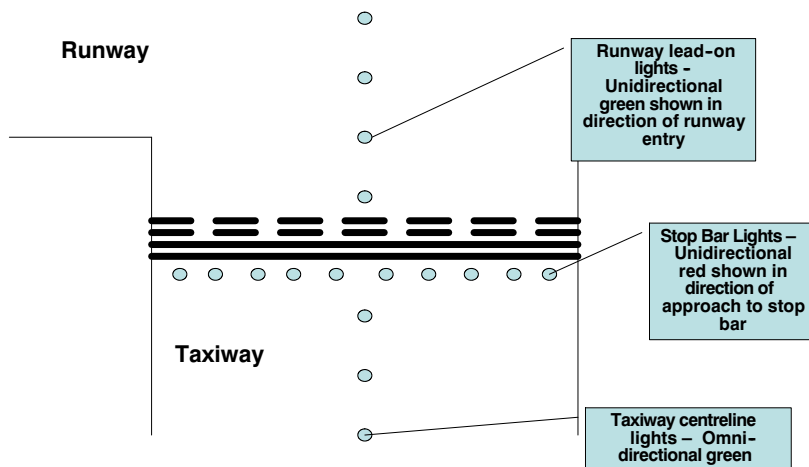 Runway
Runway lead-on
lights -
Unidirectional
green shown in
direction of runway
entry
Stop Bar Lights –
Unidirectional
red shown in
direction of
approach to stop
bar
Taxiway
Taxiway centreline
lights – Omni-
directional green